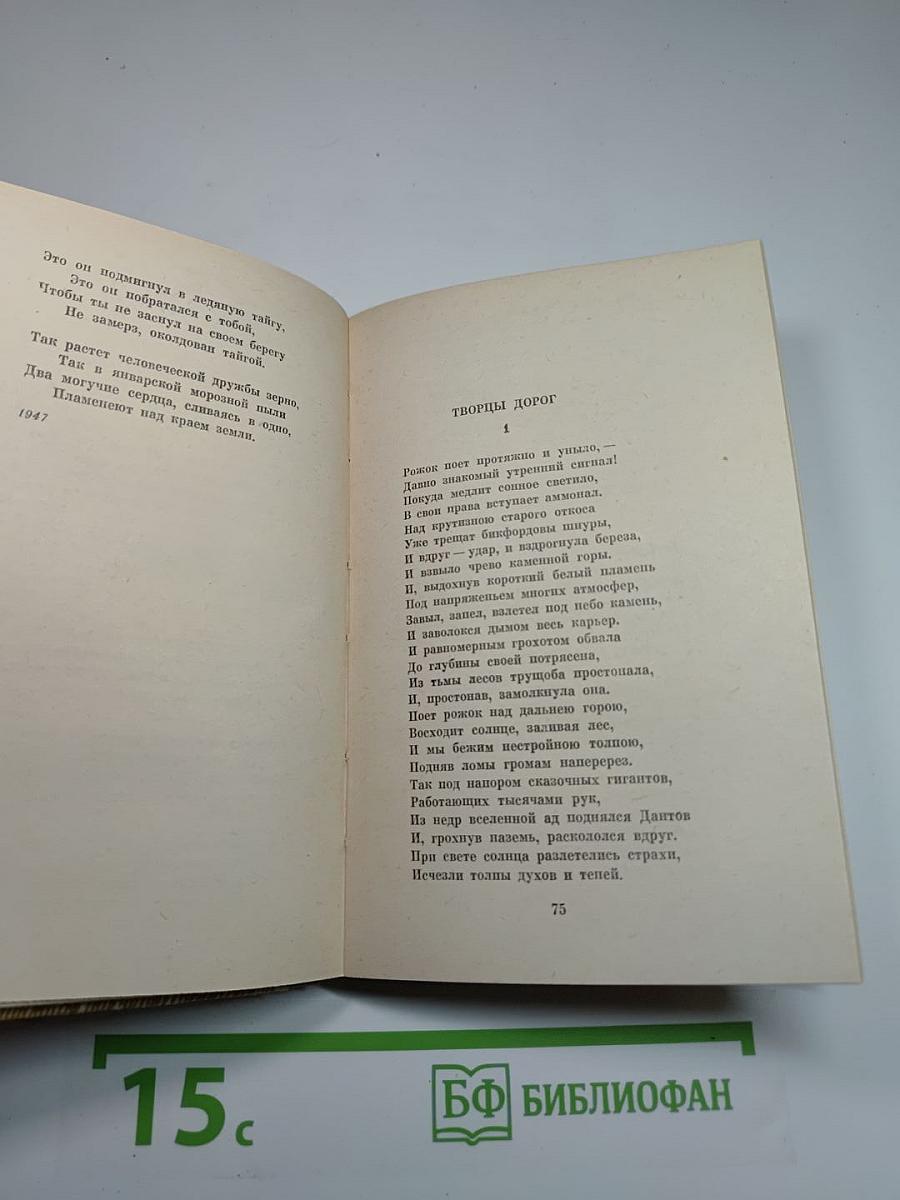 Это он подмигнул в ледяную тайгу,
Это он побратался с тобой,
Чтобы ты не заснул на своем берегу
Не замерз, околдован тайгой.
Так растет человеческой дружбы зерно,
Так в январской морозной пыли
Два могучие сердца, сливаясь в одно,
Пламенеют над краем земли.
1947
ТВОРЦЫ ДОРОГ
1
Рожок поет протяжно и уныло,—
Давно знакомый утренний сигнал!
Покуда медлит сонное светило,
В свои права вступает аммонал.
Над крутизною старого откоса
Уже трещат бикфордовы шнуры,
И вдруг — удар, и вздрогнула береза,
И взвыло чрево каменной горы.
И, выдохнув короткий белый пламень
Под напряженьем многих атмосфер,
Завыл, запел, взлетел под небо камень,
И заволокся дымом весь карьер.
И равномерным грохотом обвала
До глубины своей потрясена,
Из тьмы лесов трущоба простонала,
И, простонав, замолкнула она.
Поет рожок над дальнею горою,
Восходит солнце, заливая лес,
И мы бежим нестройною толпою,
Подняв ломы громам наперерез.
Так под напором сказочных гигантов,
Работающих тысячами рук,
Из недр вселенной ад поднялся Дантов
И, грохнув наземь, раскололся вдруг.
При свете солнца разлетелись страхи,
Исчезли толпы духов и теней.
75
15 с
БФ БИБЛИОФАН